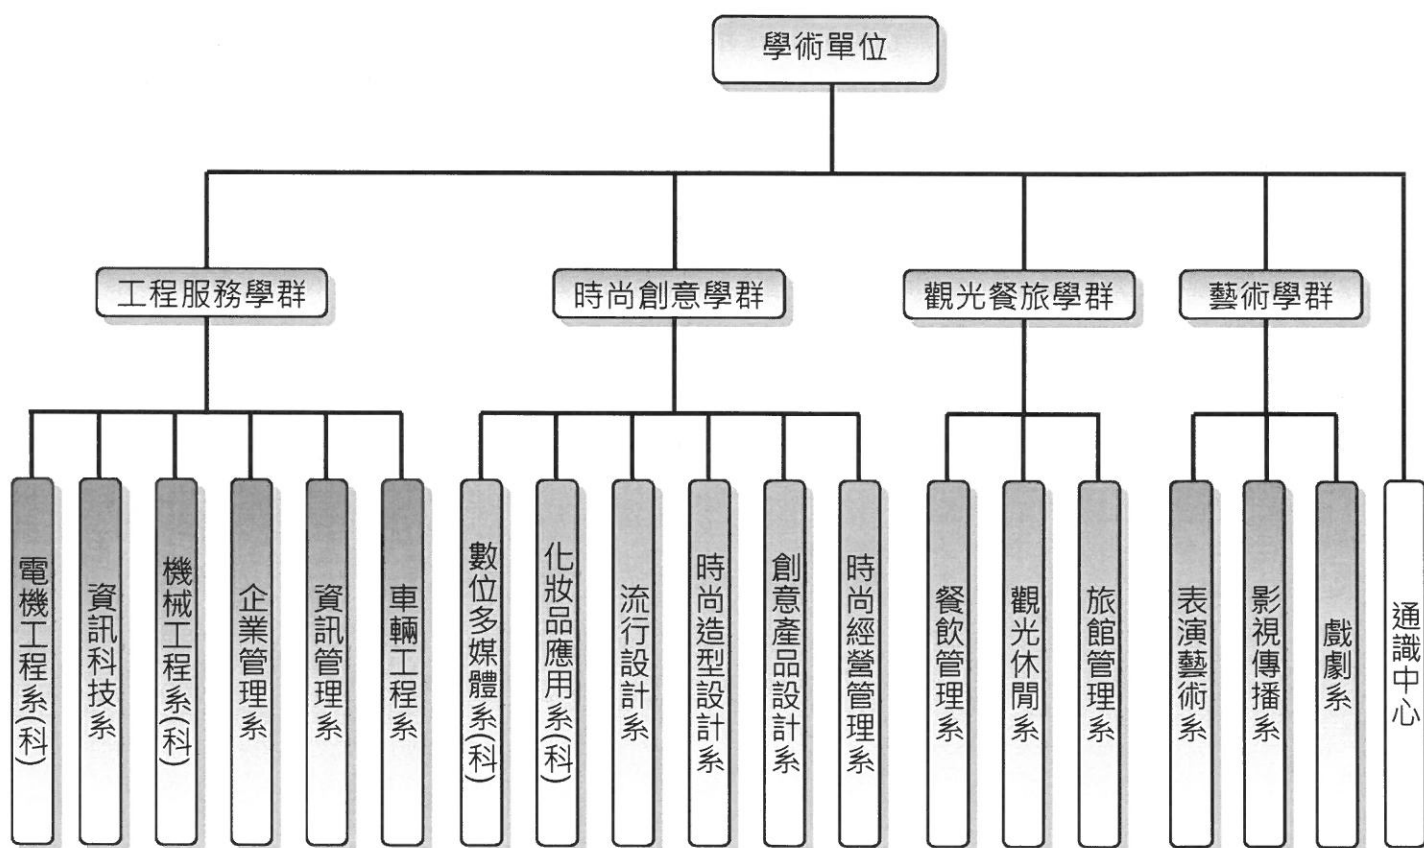 學術單位
工程服務學群
時尚創意學群
觀光餐旅學群
藝術學群
電機工程系(科)
資訊科技系
機械工程系(科)
企業管理系
資訊管理系
車輛工程系
數位多媒體系(科)
化妝品應用系(科)
流行設計系
時尚造型設計系
創意產品設計系
時尚經營管理系
餐飲管理系
觀光休閒系
旅館管理系
表演藝術系
影視傳播系
戲劇系
通識中心